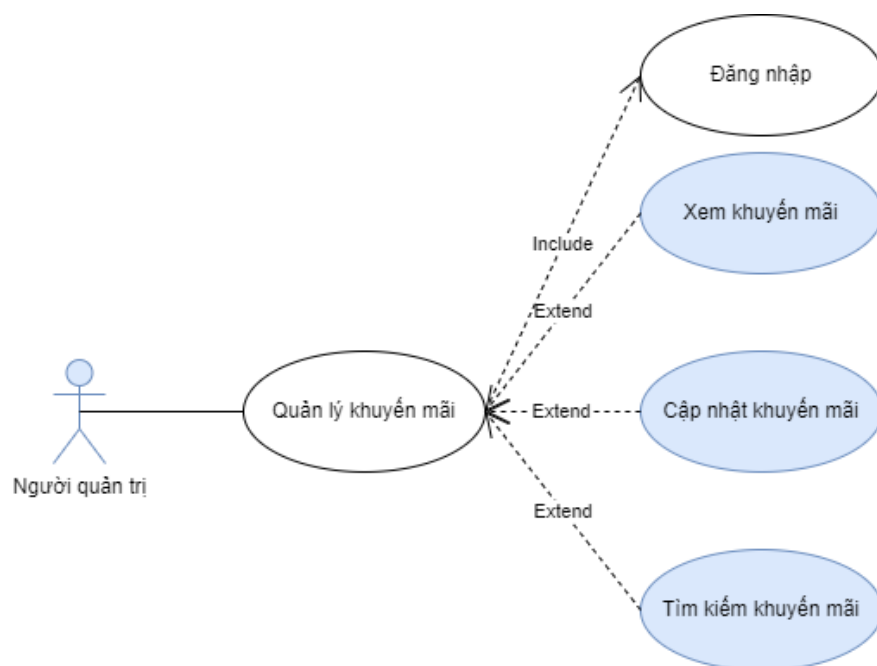 Đăng nhập
Xem khuyến mãi
Include
Extend
Quản lý khuyến mãi
Extend
Cập nhật khuyến mãi
Người quản trị
Extend
Tìm kiếm khuyến mãi